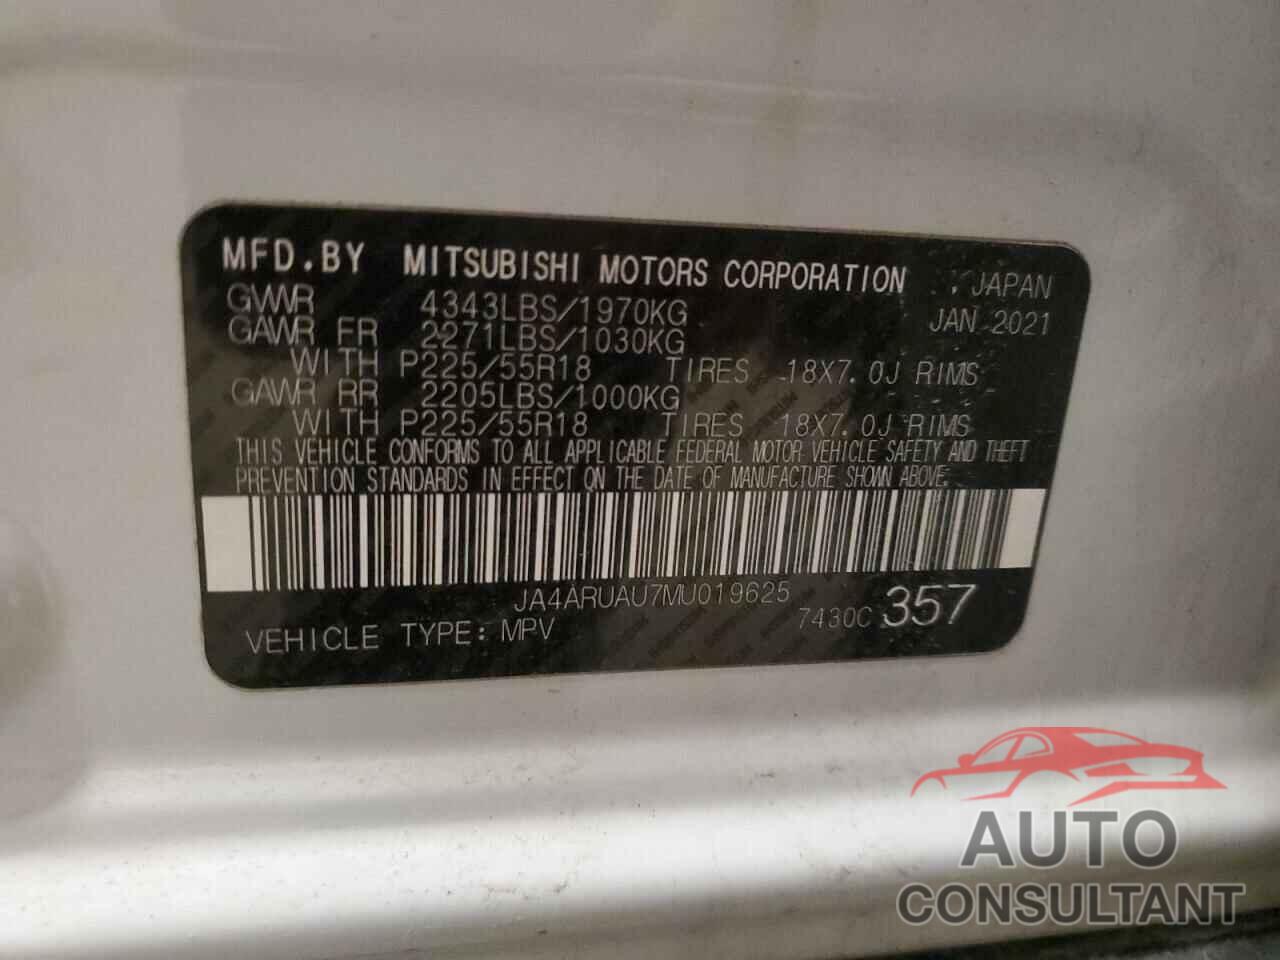 MFD.BY MITSUBISHI MOTORS CORPORATION JAPAN
GVWR 4343LBS/1970KG JAN 2021
GAWR FR 2271LBS/1030KG
WITH P225/55R18 TIRES 18X7.0J RIMS
GAWR RR 2205LBS/1000KG
WITH P225/55R18 TIRES 18X7.0J RIMS
THIS VEHICLE CONFORMS TO ALL APPLICABLE FEDERAL MOTOR VEHICLE SAFETY AND THEFT
PREVENTION STANDARDS IN EFFECT ON THE DATE OF MANUFACTURE SHOWN ABOVE.
JA4ARUAU7MU019625
7430C 357
VEHICLE TYPE: MPV
AUTO
CONSULTANT